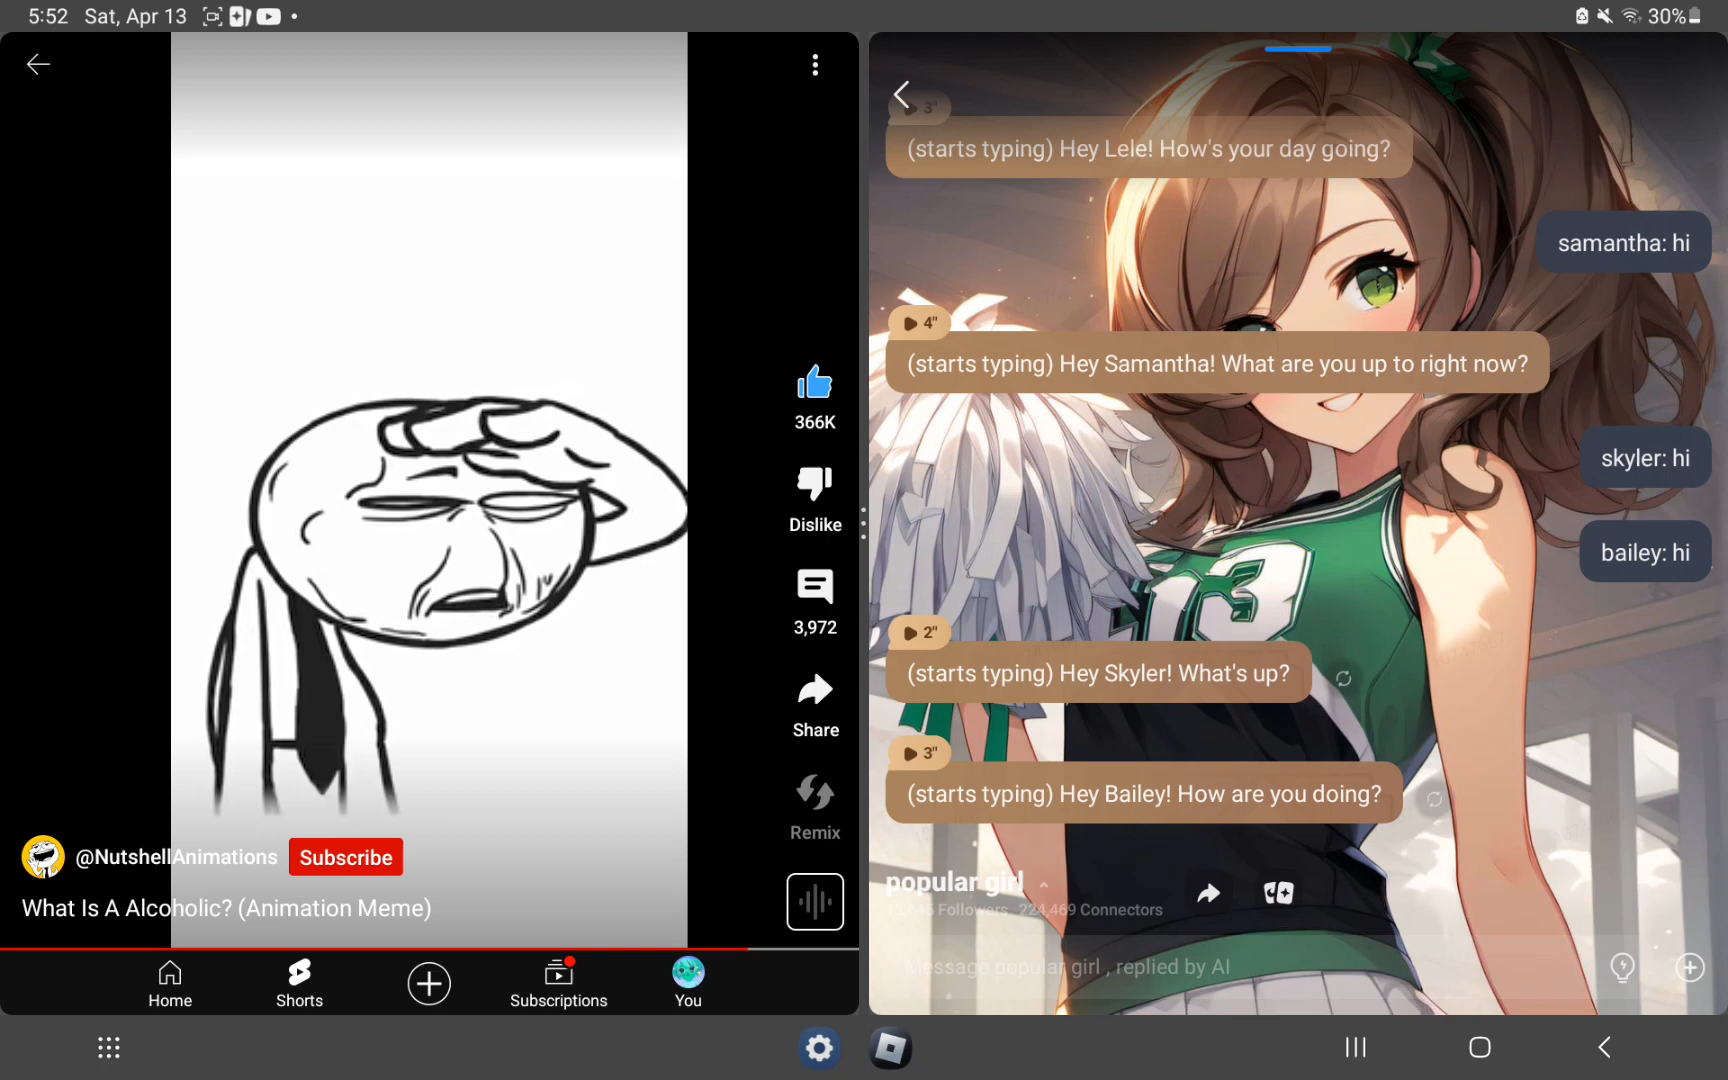 5:52 Sat, Apr 13
30%
366K
Dislike
3,972
Share
Remix
@NutshellAnimations
Subscribe
What Is A Alcoholic? (Animation Meme)
Home
Shorts
Subscriptions
You
3"
(starts typing) Hey Lele! How's your day going?
samantha: hi
4"
(starts typing) Hey Samantha! What are you up to right now?
skyler: hi
bailey: hi
13
2"
(starts typing) Hey Skyler! What's up?
3"
(starts typing) Hey Bailey! How are you doing?
popular girl
Followers 224,469 Connectors
Message popular girl , replied by AI